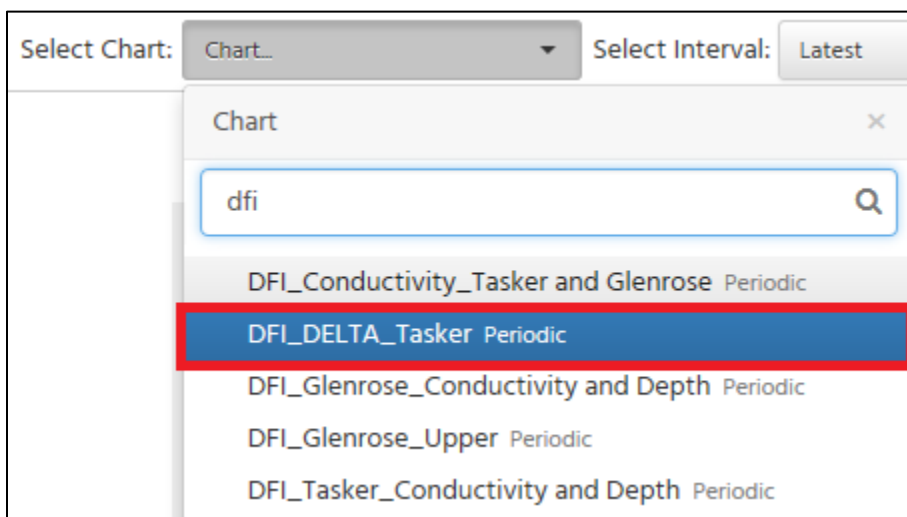 Select Chart: Chart... Select Interval: Latest
Chart ×
dfi
DFI_Conductivity_Tasker and Glenrose Periodic
DFI_DELTA_Tasker Periodic
DFI_Glenrose_Conductivity and Depth Periodic
DFI_Glenrose_Upper Periodic
DFI_Tasker_Conductivity and Depth Periodic